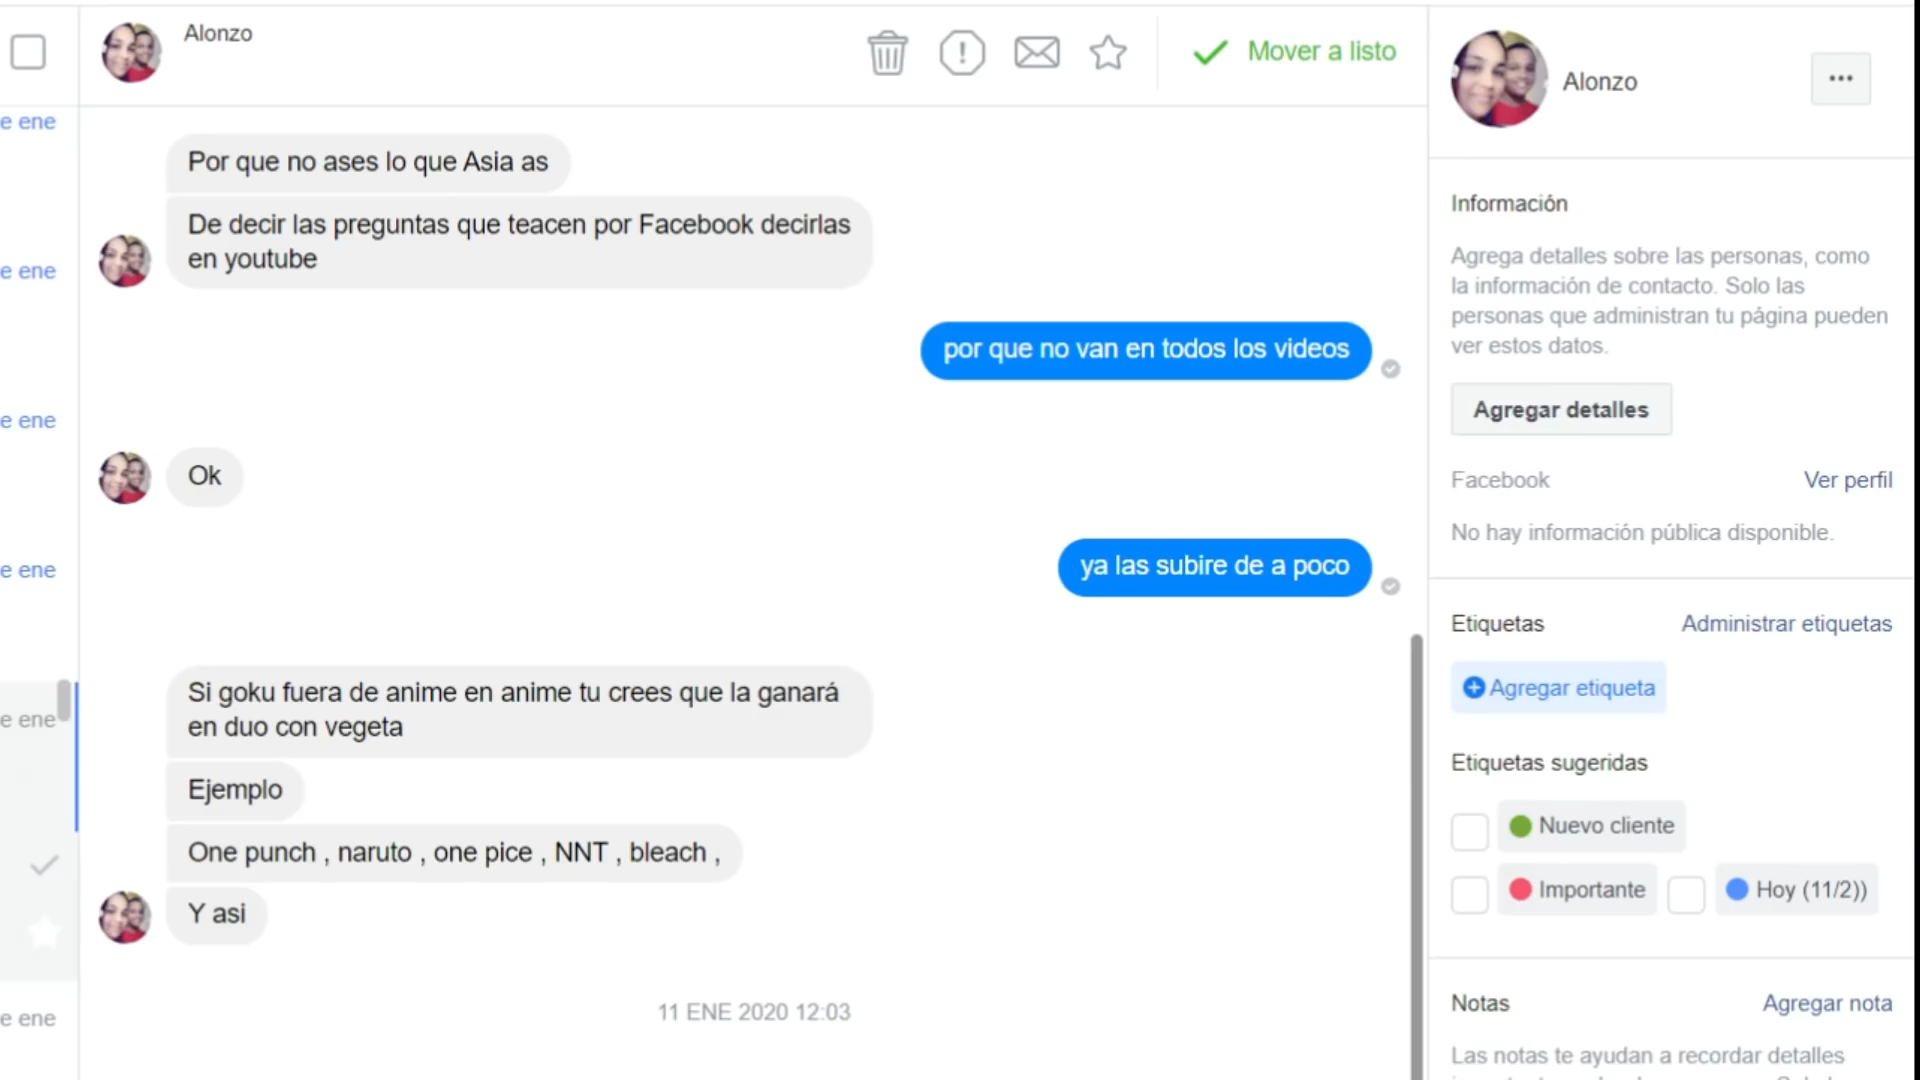 Alonzo
Mover a listo
e ene
e ene
e ene
e ene
e ene
e ene
Por que no ases lo que Asia as
De decir las preguntas que teacen por Facebook decirlas
en youtube
por que no van en todos los videos
Ok
ya las subire de a poco
Si goku fuera de anime en anime tu crees que la ganará
en duo con vegeta
Ejemplo
One punch , naruto , one pice , NNT , bleach ,
Y asi
11 ENE 2020 12:03
Alonzo
Información
Agrega detalles sobre las personas, como
la información de contacto. Solo las
personas que administran tu página pueden
ver estos datos.
Agregar detalles
Facebook Ver perfil
No hay información pública disponible.
Etiquetas Administrar etiquetas
Agregar etiqueta
Etiquetas sugeridas
Nuevo cliente
Importante Hoy (11/2))
Notas Agregar nota
Las notas te ayudan a recordar detalles